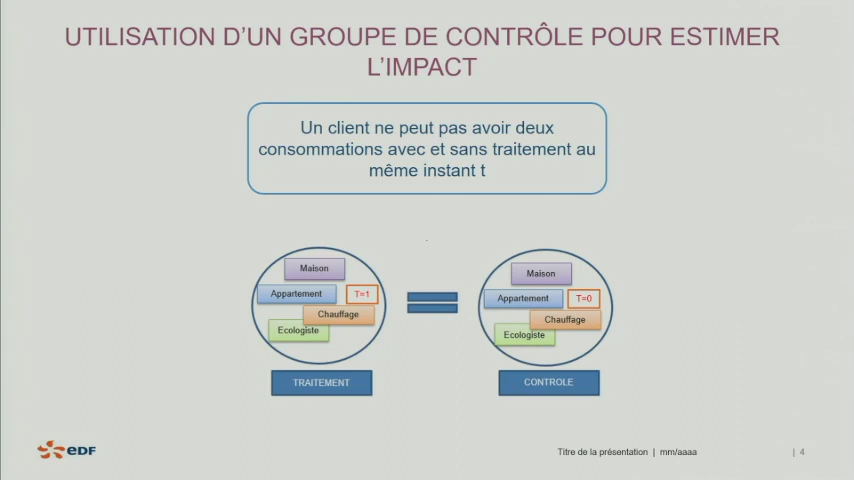 UTILISATION D'UN GROUPE DE CONTRÔLE POUR ESTIMER
L'IMPACT
Un client ne peut pas avoir deux
consommations avec et sans traitement au
même instant t
Maison
Appartement
T=1
Chauffage
Ecologiste
TRAITEMENT
Maison
Appartement
T=0
Chauffage
Ecologiste
CONTROLE
eDF
Titre de la présentation | mm/aaaa
| 4